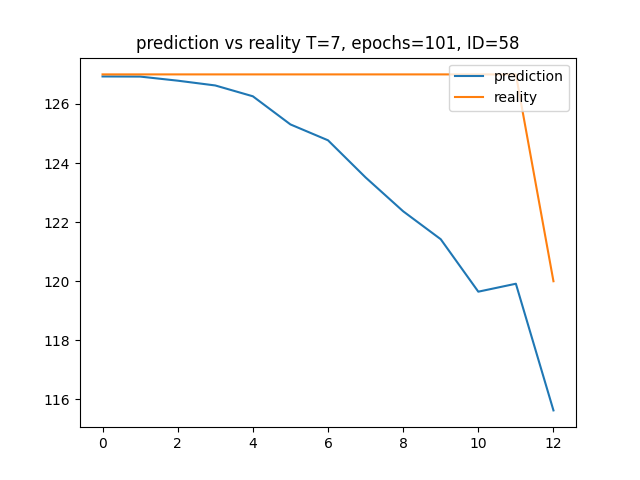 prediction vs reality T=7, epochs=101, ID=58
prediction
reality
126
124
122
120
118
116
0 2 4 6 8 10 12